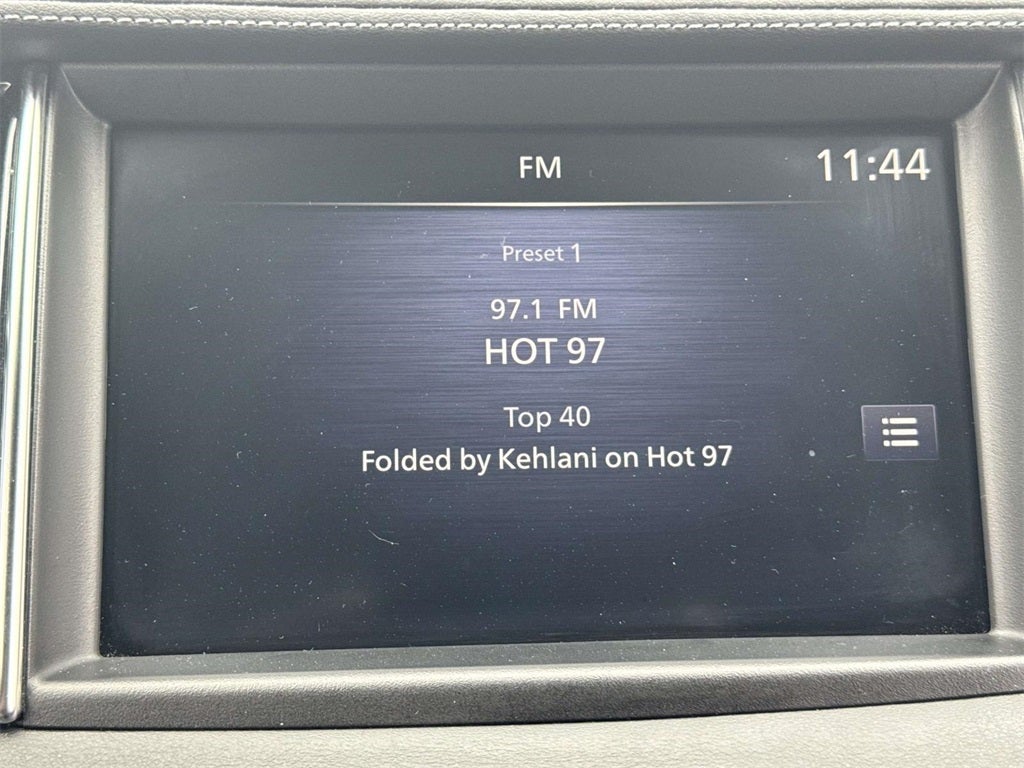 FM
11:44
Preset 1
97.1 FM
HOT 97
Top 40
Folded by Kehlani on Hot 97